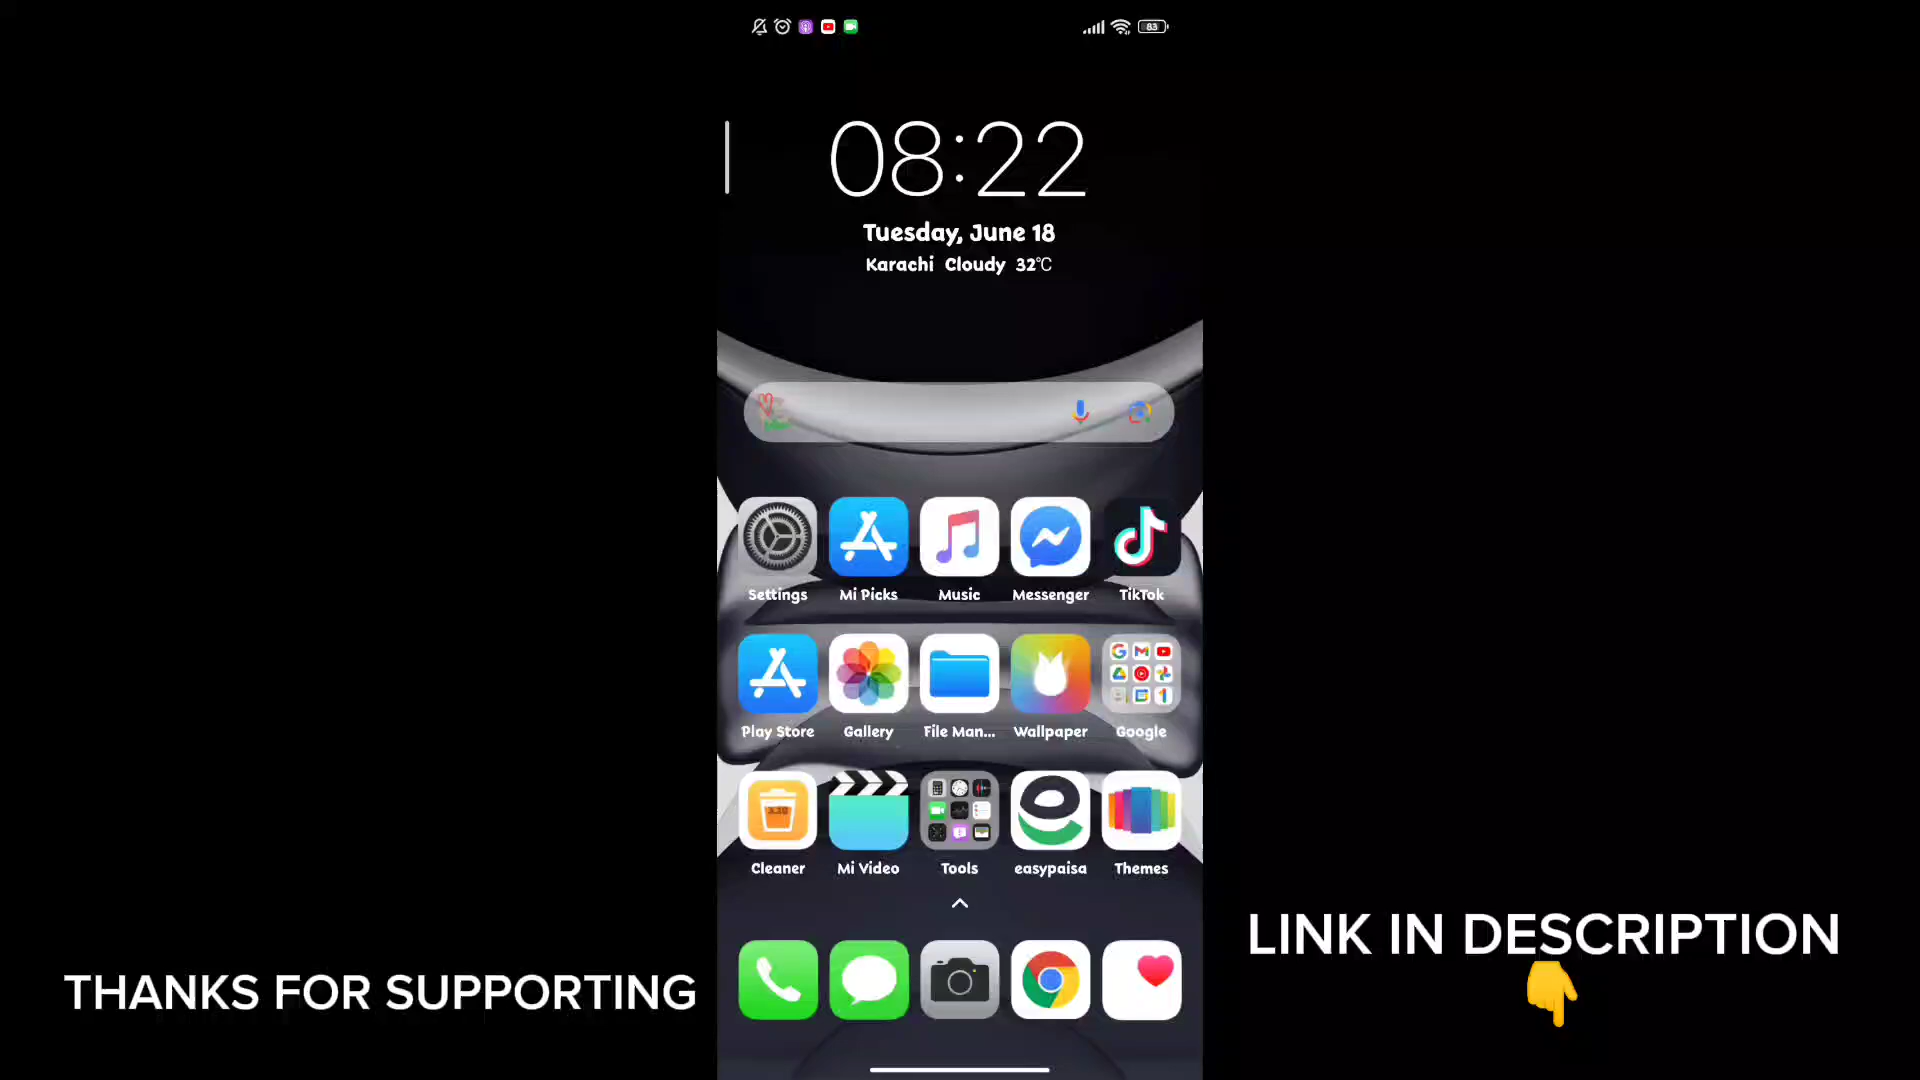 83
08:22
Tuesday, June 18
Karachi Cloudy 32°C
Settings Mi Picks Music Messenger TikTok
Play Store Gallery File Man... Wallpaper Google
Cleaner Mi Video Tools easypaisa Themes
LINK IN DESCRIPTION
THANKS FOR SUPPORTING